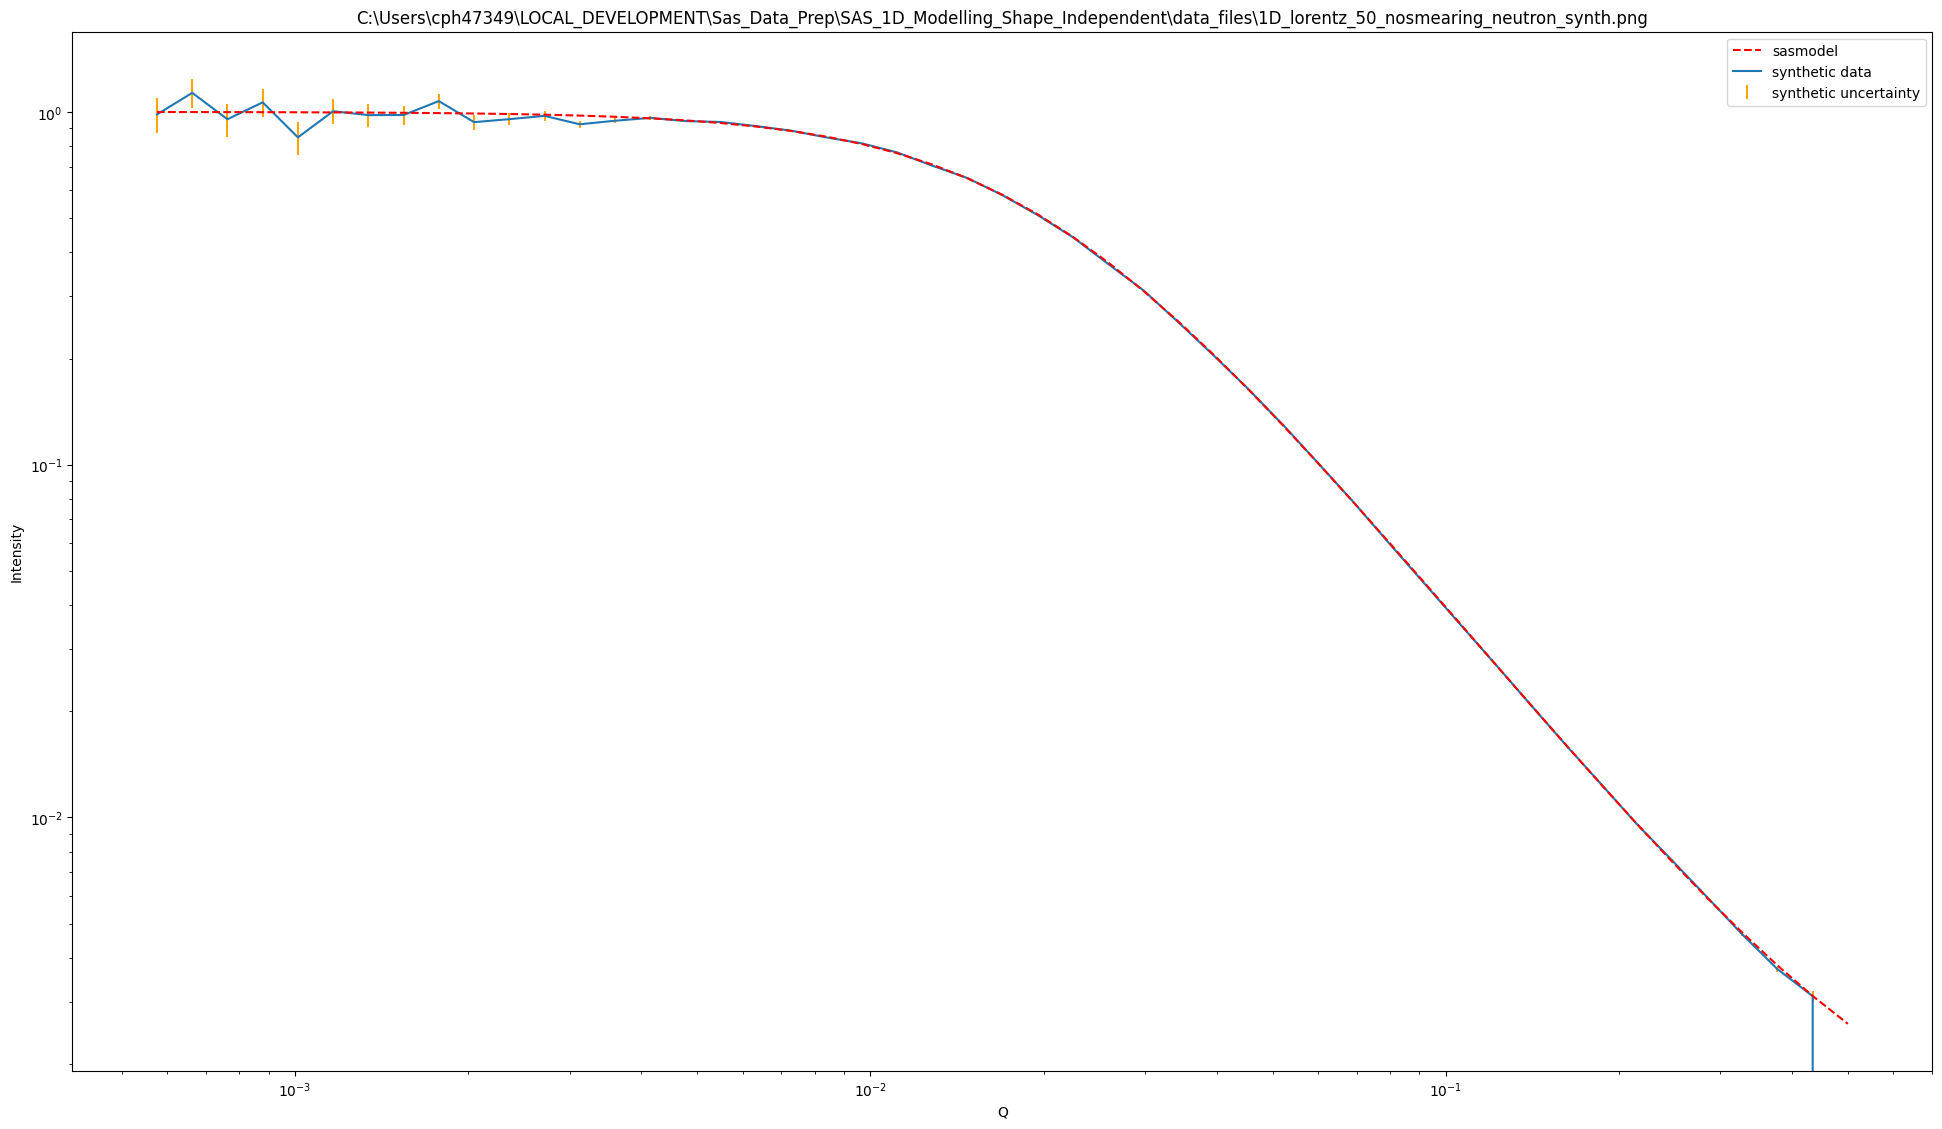 C:\Users\cph47349\LOCAL_DEVELOPMENT\Sas_Data_Prep\SAS_1D_Modelling_Shape_Independent\data_files\1D_lorentz_50_nosmearing_neutron_synth.png
sasmodel
synthetic data
synthetic uncertainty
10⁰
10⁻¹
10⁻²
Intensity
10⁻³
10⁻²
10⁻¹
Q